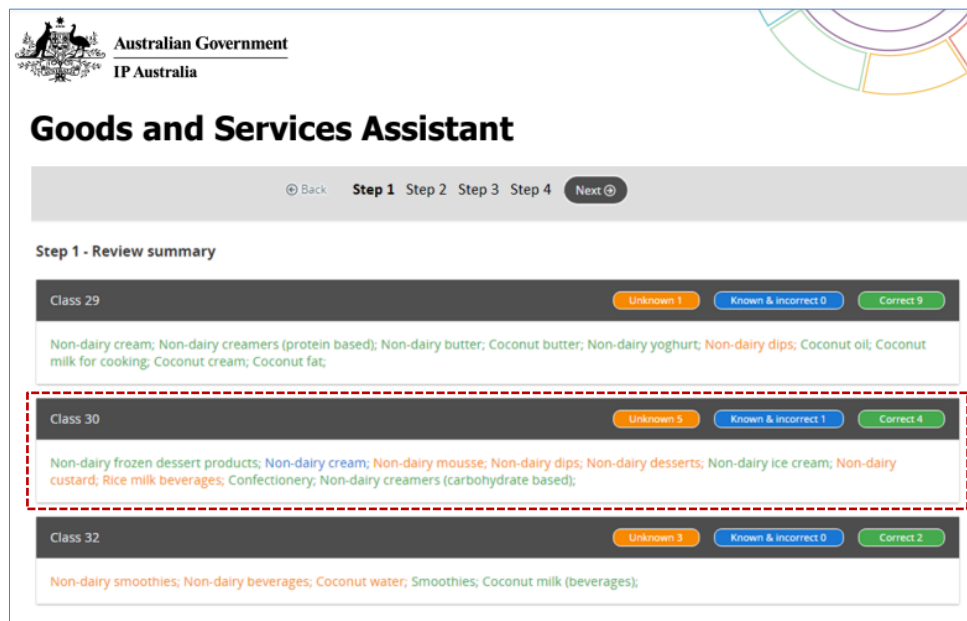 Australian Government
IP Australia
Goods and Services Assistant
Back Step 1 Step 2 Step 3 Step 4 Next
Step 1 - Review summary
Class 29 Unknown 1 Known & incorrect 0 Correct 9
Non-dairy cream; Non-dairy creamers (protein based); Non-dairy butter; Coconut butter; Non-dairy yoghurt; Non-dairy dips; Coconut oil; Coconut
milk for cooking; Coconut cream; Coconut fat;
Class 30 Unknown 5 Known & incorrect 1 Correct 4
Non-dairy frozen dessert products; Non-dairy cream; Non-dairy mousse; Non-dairy dips; Non-dairy desserts; Non-dairy ice cream; Non-dairy
custard; Rice milk beverages; Confectionery; Non-dairy creamers (carbohydrate based);
Class 32 Unknown 3 Known & incorrect 0 Correct 2
Non-dairy smoothies; Non-dairy beverages; Coconut water; Smoothies; Coconut milk (beverages);